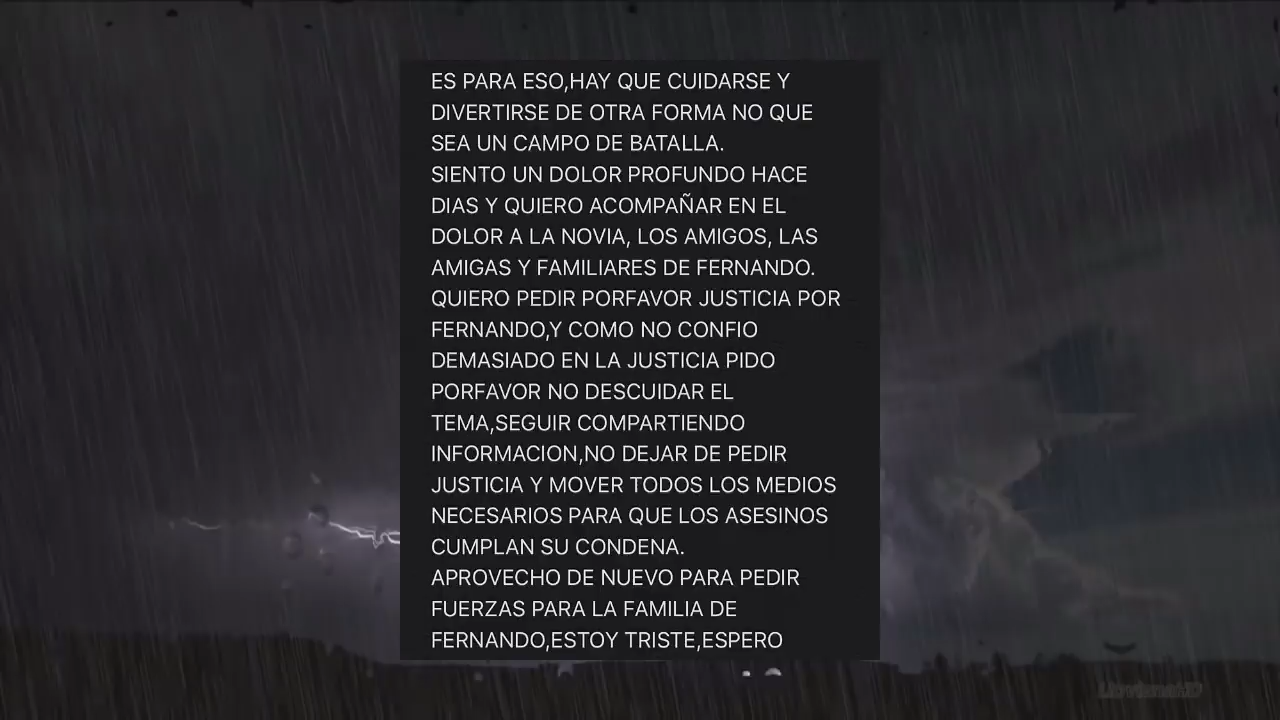 ES PARA ESO,HAY QUE CUIDARSE Y
DIVERTIRSE DE OTRA FORMA NO QUE
SEA UN CAMPO DE BATALLA.
SIENTO UN DOLOR PROFUNDO HACE
DIAS Y QUIERO ACOMPAÑAR EN EL
DOLOR A LA NOVIA, LOS AMIGOS, LAS
AMIGAS Y FAMILIARES DE FERNANDO.
QUIERO PEDIR PORFAVOR JUSTICIA POR
FERNANDO,Y COMO NO CONFIO
DEMASIADO EN LA JUSTICIA PIDO
PORFAVOR NO DESCUIDAR EL
TEMA,SEGUIR COMPARTIENDO
INFORMACION,NO DEJAR DE PEDIR
JUSTICIA Y MOVER TODOS LOS MEDIOS
NECESARIOS PARA QUE LOS ASESINOS
CUMPLAN SU CONDENA.
APROVECHO DE NUEVO PARA PEDIR
FUERZAS PARA LA FAMILIA DE
FERNANDO,ESTOY TRISTE,ESPERO